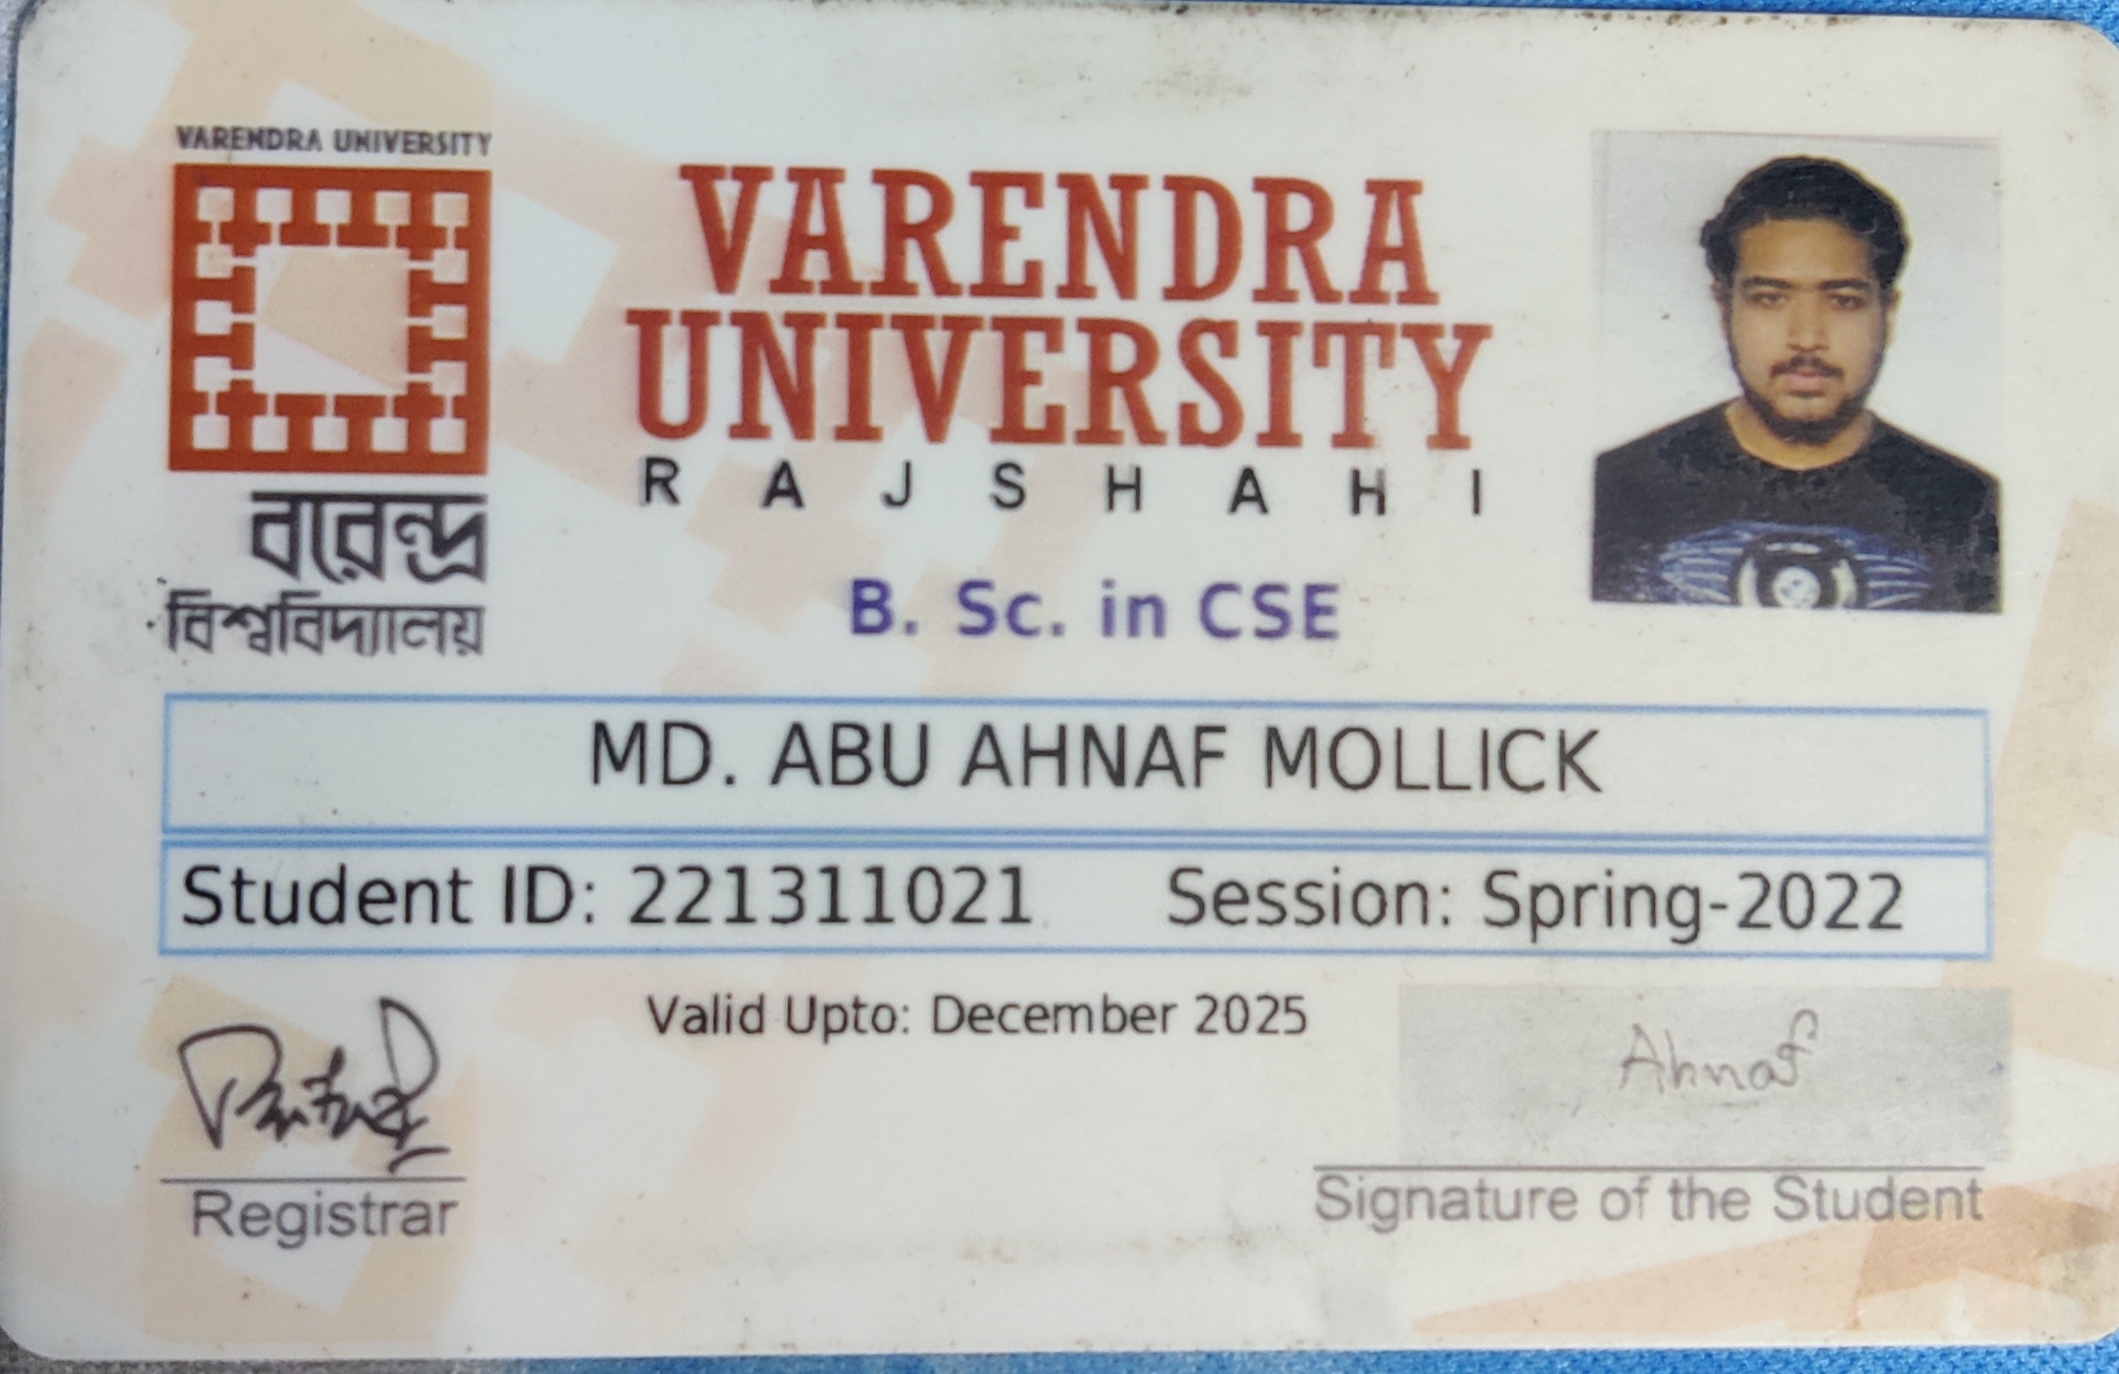 VARENDRA UNIVERSITY
বরেন্দ্র
বিশ্ববিদ্যালয়
VARENDRA
UNIVERSITY
RAJSHAHI
B. Sc. in CSE
MD. ABU AHNAF MOLLICK
Student ID: 221311021 Session: Spring-2022
Valid Upto: December 2025
Ahnaf
Registrar
Signature of the Student